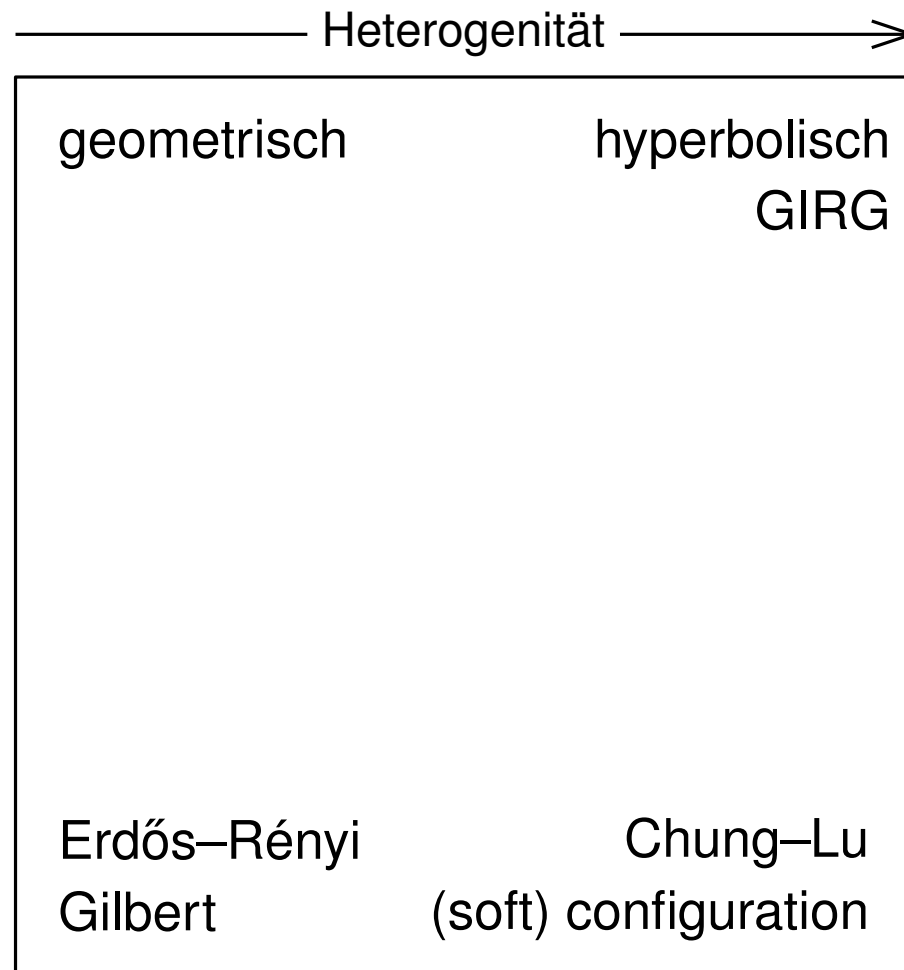 Heterogenität
geometrisch hyperbolisch
GIRG
Erdős–Rényi Chung–Lu
Gilbert (soft) configuration